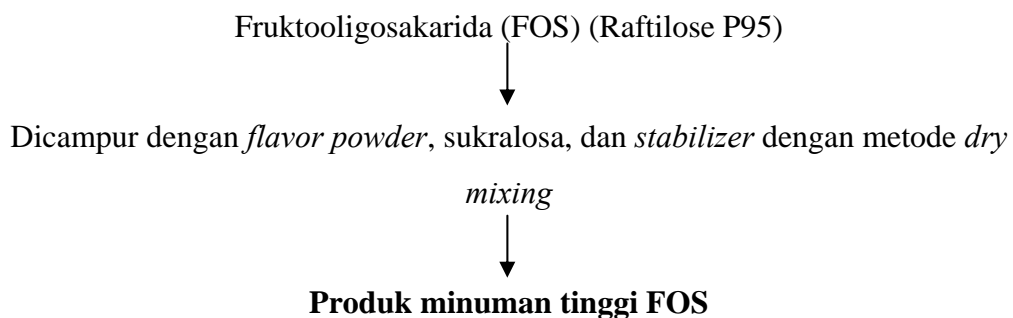 Fruktooligosakarida (FOS) (Raftilose P95)
Dicampur dengan flavor powder, sukralosa, dan stabilizer dengan metode dry
mixing
Produk minuman tinggi FOS